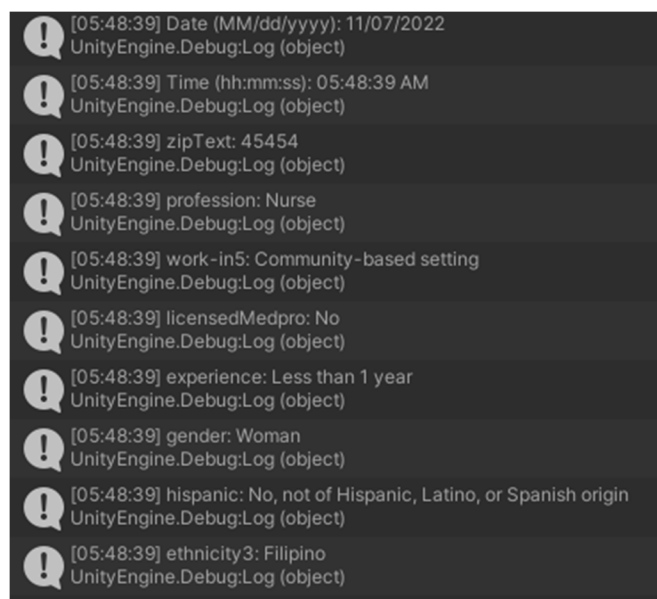 [05:48:39] Date (MM/dd/yyyy): 11/07/2022
UnityEngine.Debug:Log (object)
[05:48:39] Time (hh:mm:ss): 05:48:39 AM
UnityEngine.Debug:Log (object)
[05:48:39] zipText: 45454
UnityEngine.Debug:Log (object)
[05:48:39] profession: Nurse
UnityEngine.Debug:Log (object)
[05:48:39] work-in5: Community-based setting
UnityEngine.Debug:Log (object)
[05:48:39] licensedMedpro: No
UnityEngine.Debug:Log (object)
[05:48:39] experience: Less than 1 year
UnityEngine.Debug:Log (object)
[05:48:39] gender: Woman
UnityEngine.Debug:Log (object)
[05:48:39] hispanic: No, not of Hispanic, Latino, or Spanish origin
UnityEngine.Debug:Log (object)
[05:48:39] ethnicity3: Filipino
UnityEngine.Debug:Log (object)